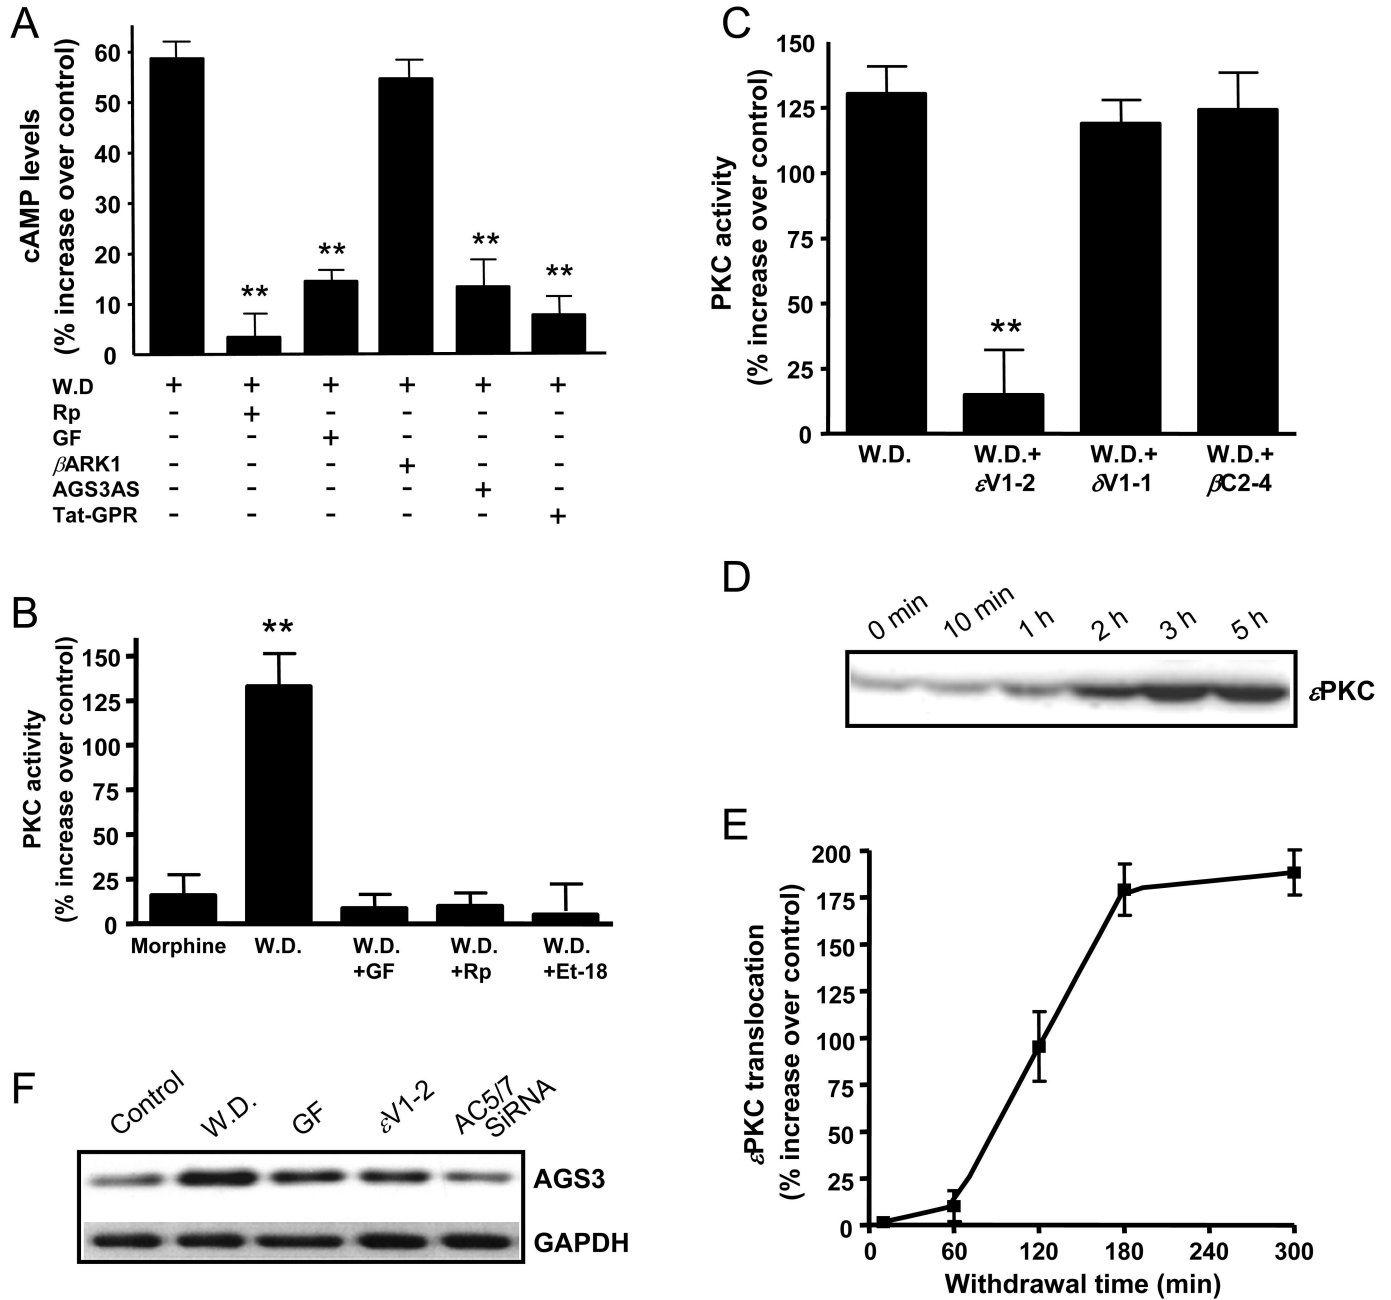 A
cAMP levels
(% increase over control)
60
50
40
30
20
10
0
**
**
**
**
W.D + + + + + +
Rp - + - - - -
GF - - + - - -
βARK1 - - - + - -
AGS3AS - - - - + -
Tat-GPR - - - - - +
B
PKC activity
(% increase over control)
150
125
100
75
50
25
0
**
Morphine W.D. W.D. W.D. W.D.
+GF +Rp +Et-18
C
PKC activity
(% increase over control)
150
125
100
75
50
25
0
**
W.D. W.D.+ W.D.+ W.D.+
εV1-2 δV1-1 βC2-4
D
0 min 10 min 1 h 2 h 3 h 5 h
εPKC
E
εPKC translocation
(% increase over control)
200
175
150
125
100
75
50
25
0
0 60 120 180 240 300
Withdrawal time (min)
F
Control W.D. GF εV1-2 AC5/7
SiRNA
AGS3
GAPDH